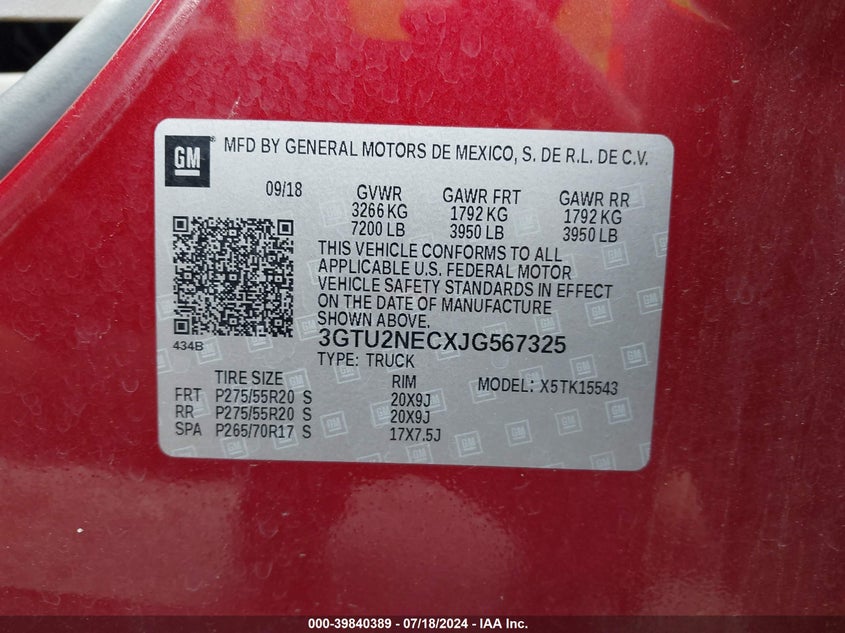 GM
MFD BY GENERAL MOTORS DE MEXICO, S. DE R.L. DE C.V.
09/18 GVWR GAWR FRT GAWR RR
3266 KG 1792 KG 1792 KG
7200 LB 3950 LB 3950 LB
THIS VEHICLE CONFORMS TO ALL
APPLICABLE U.S. FEDERAL MOTOR
VEHICLE SAFETY STANDARDS IN EFFECT
ON THE DATE OF MANUFACTURE
SHOWN ABOVE.
434B
3GTU2NECXJG567325
TYPE: TRUCK
TIRE SIZE RIM MODEL: X5TK15543
FRT P275/55R20 S 20X9J
RR P275/55R20 S 20X9J
SPA P265/70R17 S 17X7.5J
000-39840389 - 07/18/2024 - IAA Inc.